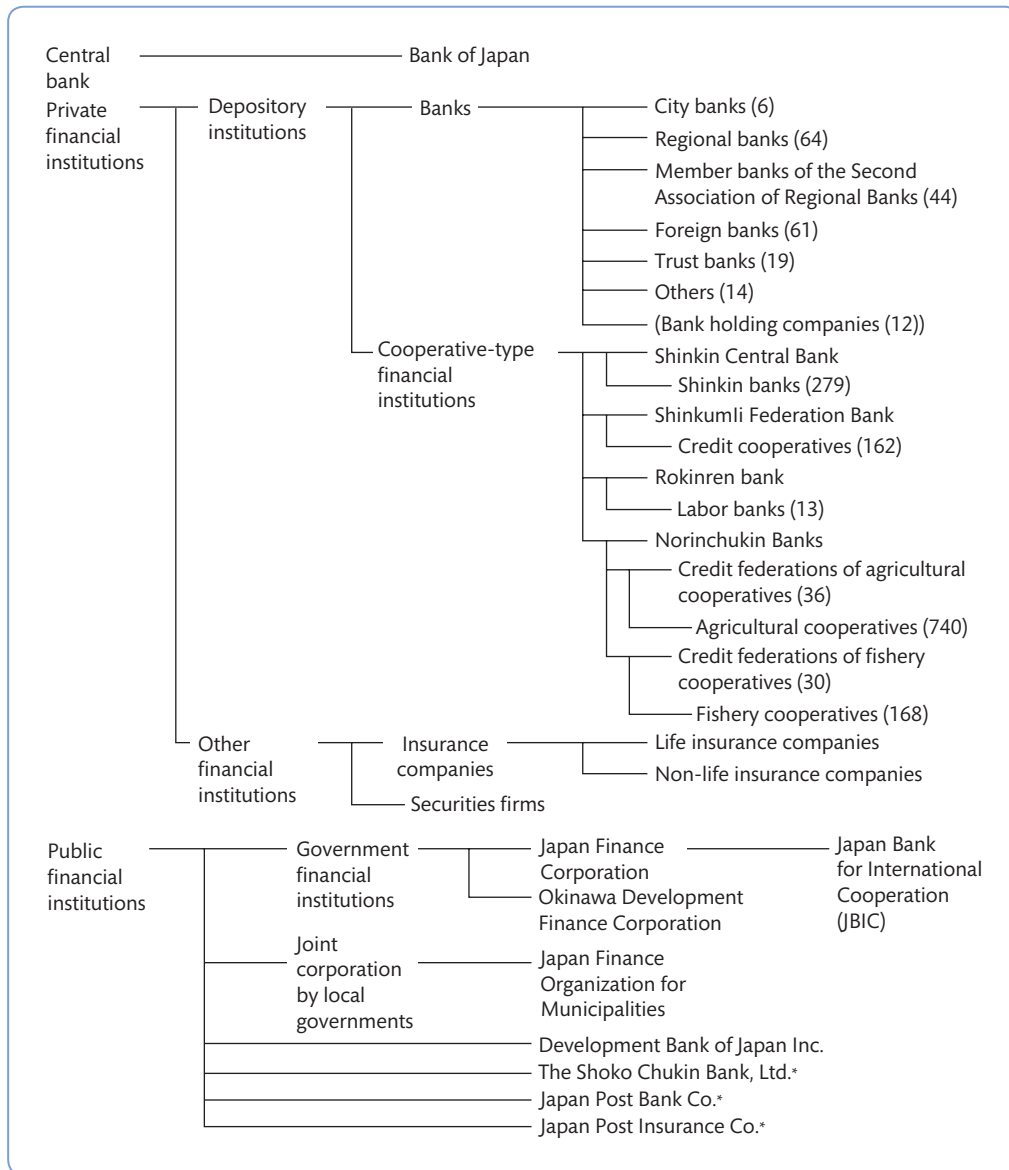 Central
bank
Bank of Japan
Private
financial
institutions
Depository
institutions
Banks
City banks (6)
Regional banks (64)
Member banks of the Second
Association of Regional Banks (44)
Foreign banks (61)
Trust banks (19)
Others (14)
(Bank holding companies (12))
Cooperative-type
financial
institutions
Shinkin Central Bank
Shinkin banks (279)
Shinkumli Federation Bank
Credit cooperatives (162)
Rokinren bank
Labor banks (13)
Norinchukin Banks
Credit federations of agricultural
cooperatives (36)
Agricultural cooperatives (740)
Credit federations of fishery
cooperatives (30)
Fishery cooperatives (168)
Other
financial
institutions
Insurance
companies
Life insurance companies
Non-life insurance companies
Securities firms
Public
financial
institutions
Government
financial
institutions
Japan Finance
Corporation
Japan Bank
for International
Cooperation
(JBIC)
Okinawa Development
Finance Corporation
Joint
corporation
by local
governments
Japan Finance
Organization for
Municipalities
Development Bank of Japan Inc.
The Shoko Chukin Bank, Ltd.*
Japan Post Bank Co.*
Japan Post Insurance Co.*